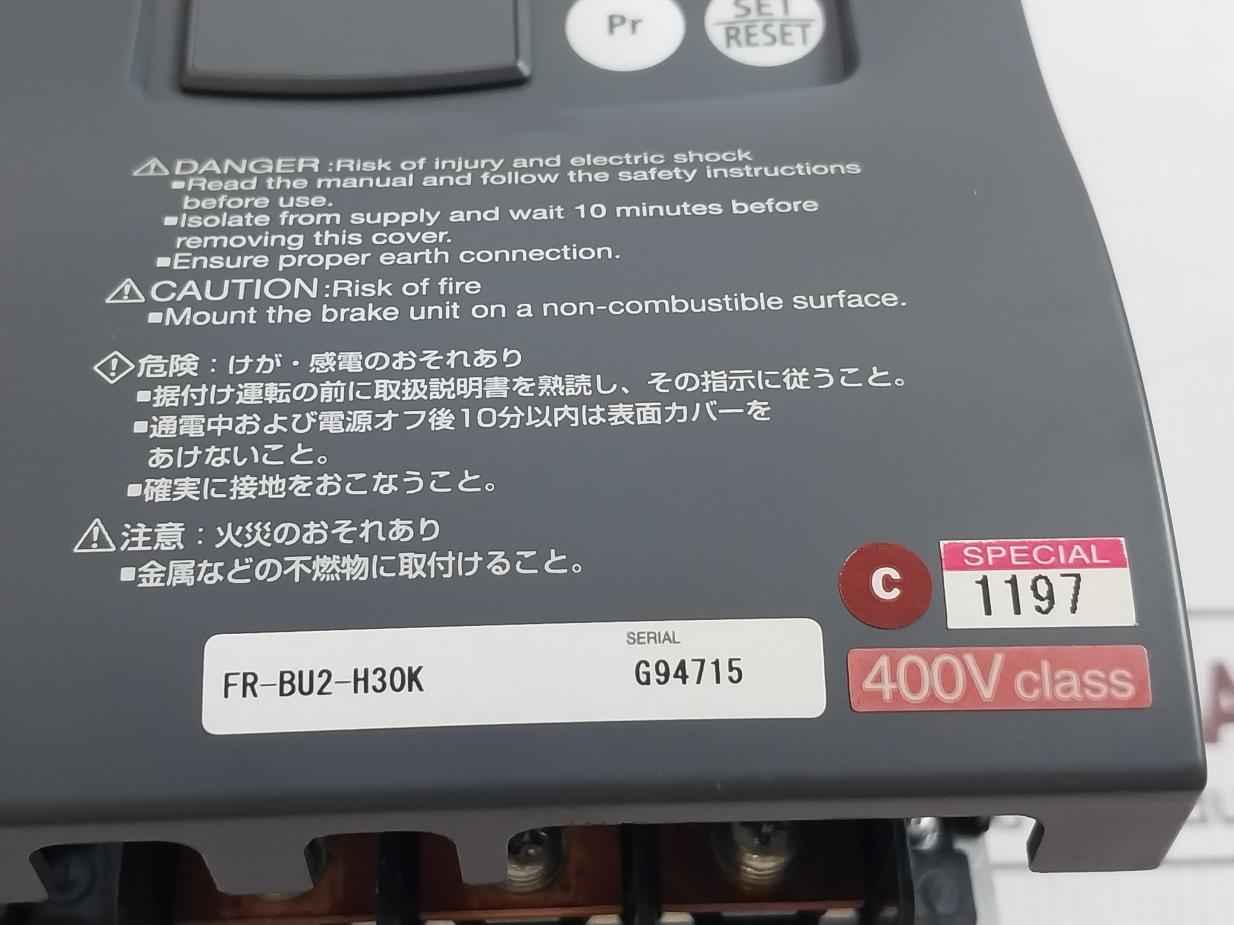 Pr
SET
RESET
⚠DANGER :Risk of injury and electric shock
■Read the manual and follow the safety instructions
before use.
■Isolate from supply and wait 10 minutes before
removing this cover.
■Ensure proper earth connection.
⚠CAUTION:Risk of fire
■Mount the brake unit on a non-combustible surface.
危険：けが・感電のおそれあり
■据付け運転の前に取扱説明書を熟読し、その指示に従うこと。
■通電中および電源オフ後10分以内は表面カバーを
あけないこと。
■確実に接地をおこなうこと。
⚠注意：火災のおそれあり
■金属などの不燃物に取付けること。
C
SPECIAL
1197
SERIAL
FR-BU2-H30K G94715
400V class